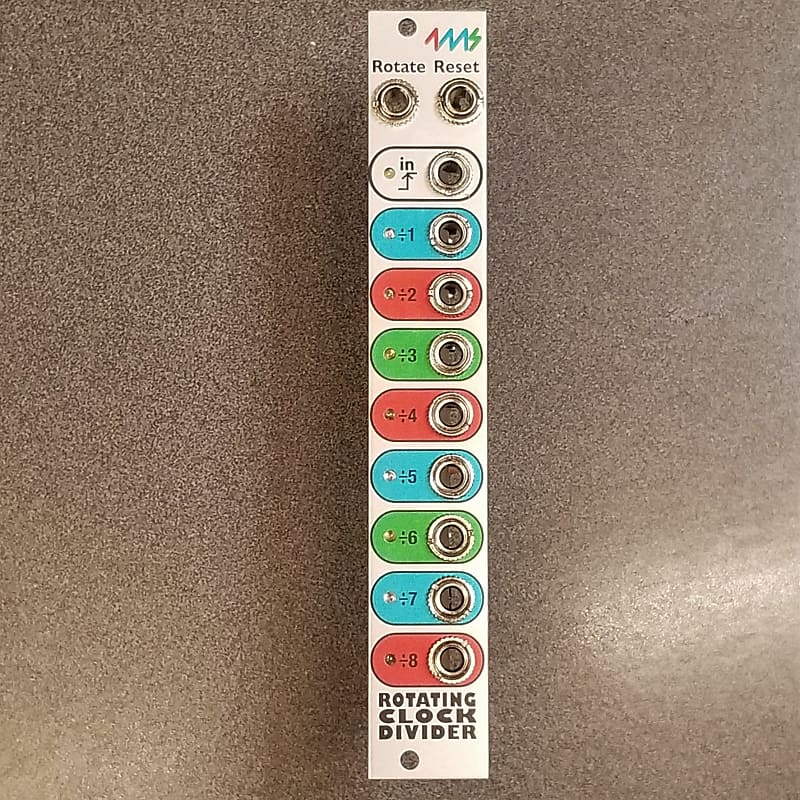 4ms
Rotate Reset
in
÷1
÷2
÷3
÷4
÷5
÷6
÷7
÷8
ROTATING
CLOCK
DIVIDER